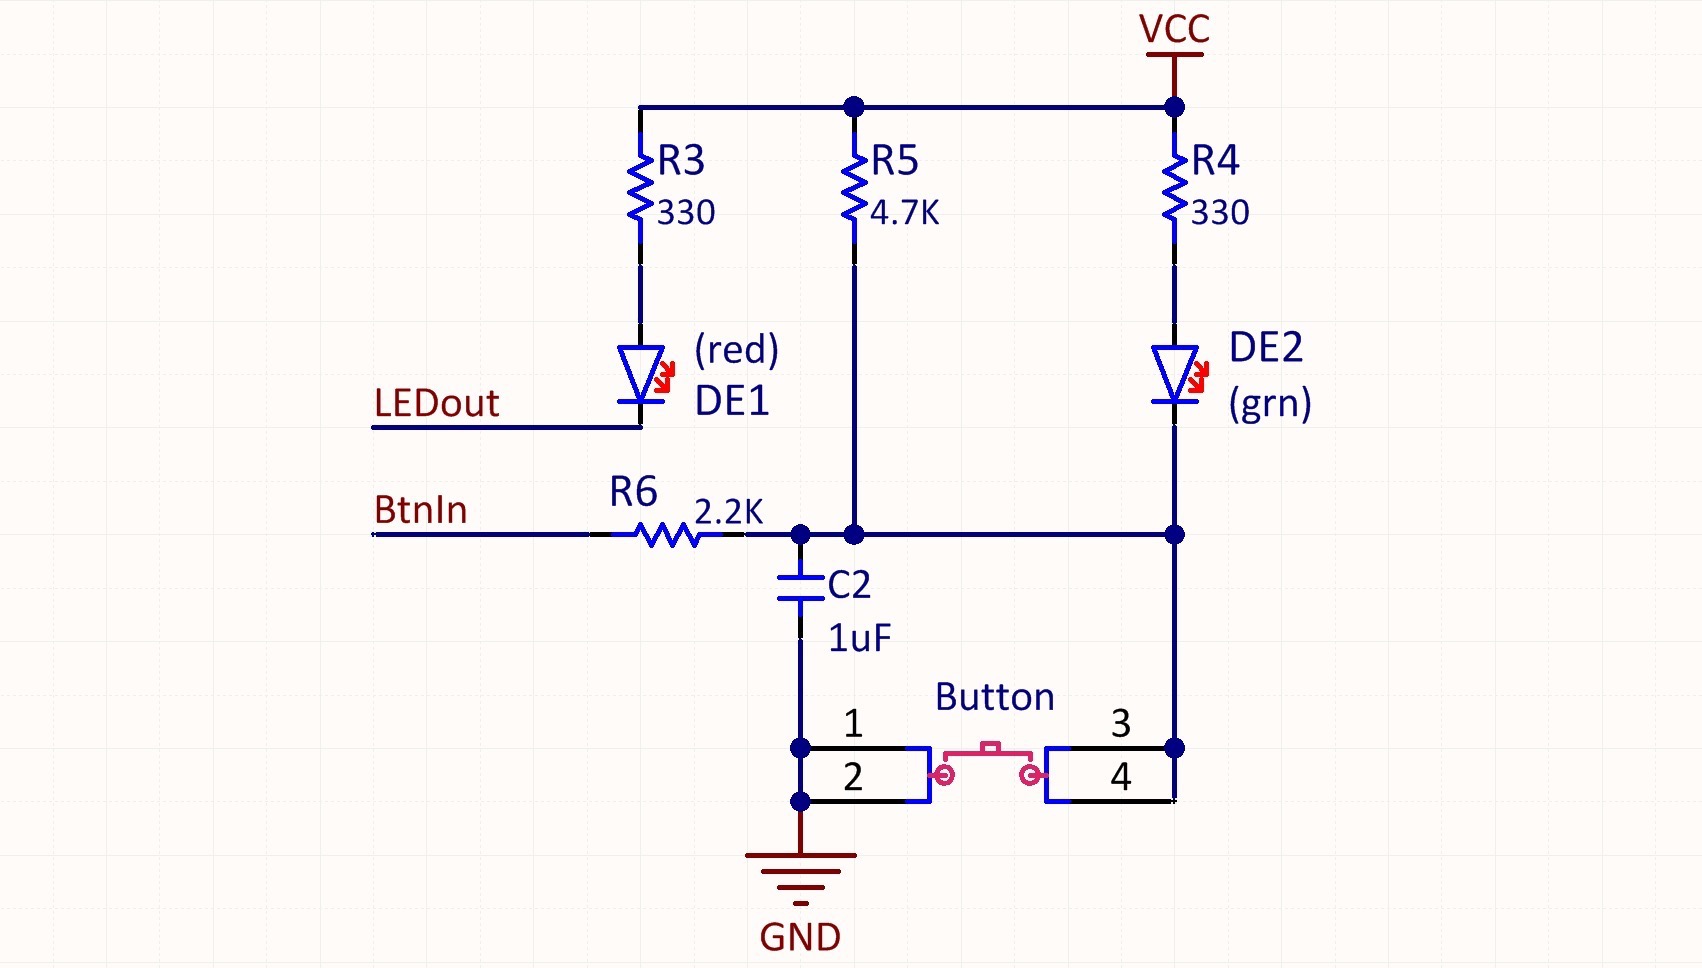 VCC
R3
330
R5
4.7K
R4
330
(red)
DE1
DE2
(grn)
LEDout
BtnIn
R6
2.2K
C2
1uF
Button
1
3
2
4
GND